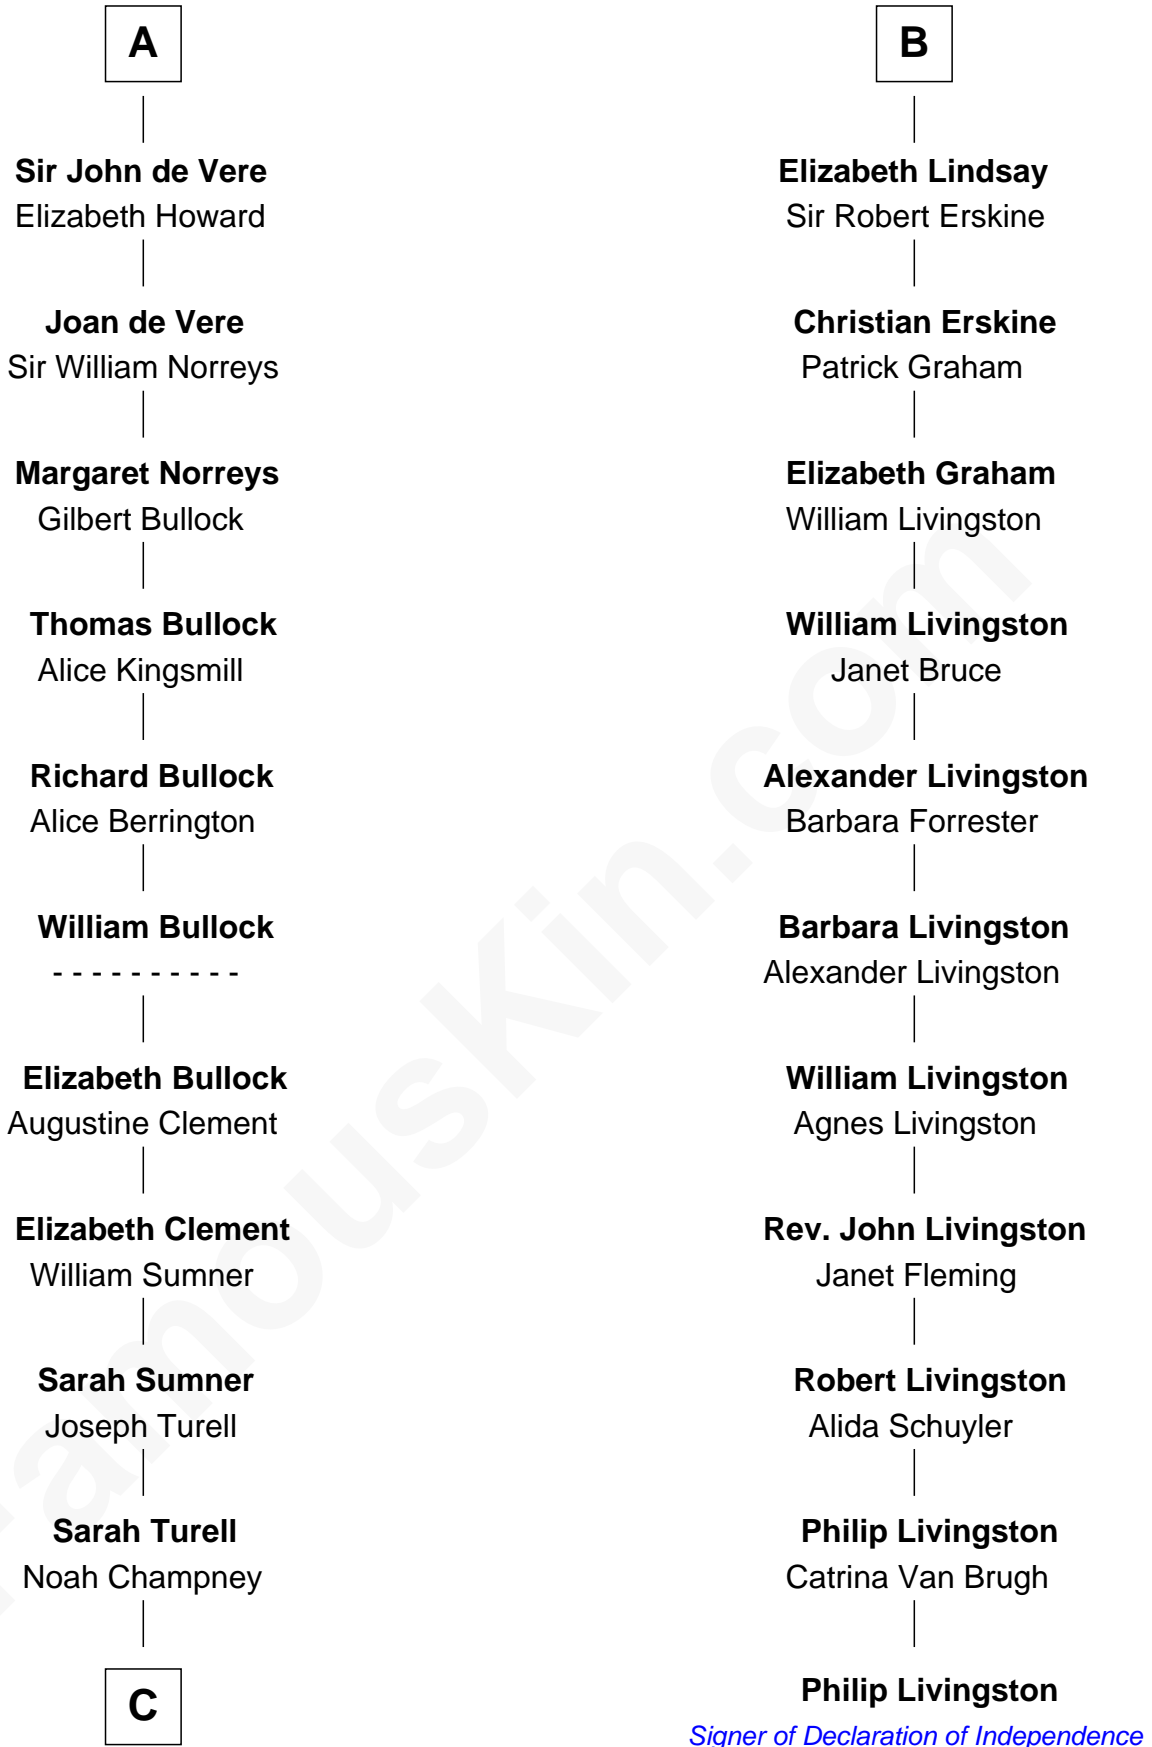 A
Sir John de Vere
Elizabeth Howard
Joan de Vere
Sir William Norreys
Margaret Norreys
Gilbert Bullock
Thomas Bullock
Alice Kingsmill
Richard Bullock
Alice Berrington
William Bullock
- - - - - - - - - -
Elizabeth Bullock
Augustine Clement
Elizabeth Clement
William Sumner
Sarah Sumner
Joseph Turell
Sarah Turell
Noah Champney
C
B
Elizabeth Lindsay
Sir Robert Erskine
Christian Erskine
Patrick Graham
Elizabeth Graham
William Livingston
William Livingston
Janet Bruce
Alexander Livingston
Barbara Forrester
Barbara Livingston
Alexander Livingston
William Livingston
Agnes Livingston
Rev. John Livingston
Janet Fleming
Robert Livingston
Alida Schuyler
Philip Livingston
Catrina Van Brugh
Philip Livingston
Signer of Declaration of Independence
FamousKin.com